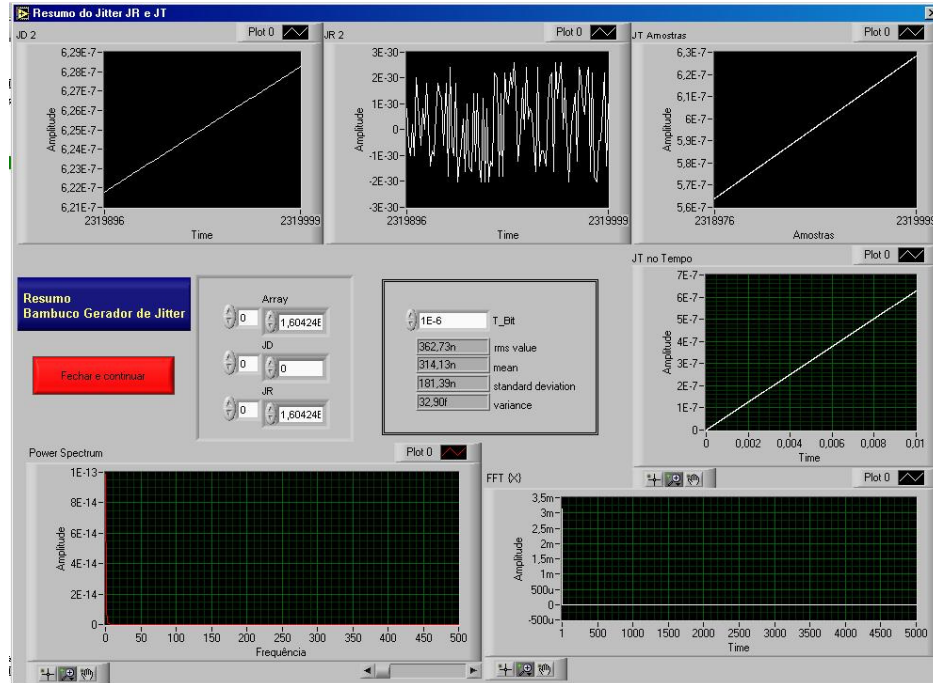 Resumo do Jitter JR e JT
JD 2
Plot 0
Amplitude
6,29E-7
6,28E-7
6,27E-7
6,26E-7
6,25E-7
6,24E-7
6,23E-7
6,22E-7
6,21E-7
2319896
2319999
Time
JR 2
Plot 0
Amplitude
3E-30
2E-30
1E-30
0
-1E-30
-2E-30
-3E-30
2319896
2319999
Time
JT Amostras
Plot 0
Amplitude
6,3E-7
6,2E-7
6,1E-7
6E-7
5,9E-7
5,8E-7
5,7E-7
5,6E-7
2318976
231999
Amostras
Resumo
Bambuco Gerador de Jitter
Fechar e continuar
Array
0
1,60424E
JD
0
0
JR
0
1,60424E
1E-6
T_Bit
362,73n
rms value
314,13n
mean
181,39n
standard deviation
32,90f
variance
JT no Tempo
Plot 0
Amplitude
7E-7
6E-7
5E-7
4E-7
3E-7
2E-7
1E-7
0
0
0,002
0,004
0,006
0,008
0,01
Time
Power Spectrum
Plot 0
Amplitude
1E-13
8E-14
6E-14
4E-14
2E-14
0
0
50
100
150
200
250
300
350
400
450
500
Frequência
FFT {X}
Plot 0
Amplitude
3,5m
3m
2,5m
2m
1,5m
1m
500u
0
-500u
1
500
1000
1500
2000
2500
3000
3500
4000
4500
5000
Time